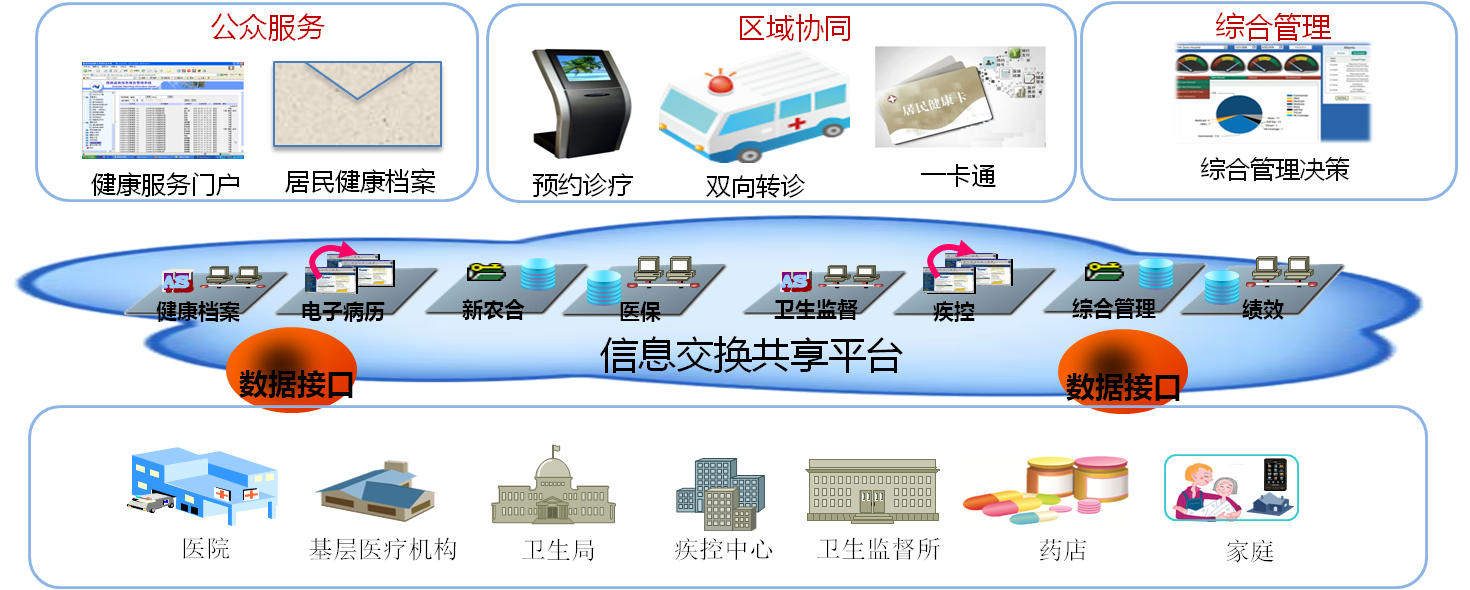 公众服务
区域协同
综合管理
居民健康卡
健康服务门户
居民健康档案
预约诊疗
双向转诊
一卡通
综合管理决策
AS
AS
健康档案
电子病历
新农合
医保
卫生监督
疾控
综合管理
绩效
信息交换共享平台
数据接口
数据接口
医院
基层医疗机构
卫生局
疾控中心
卫生监督所
药店
家庭